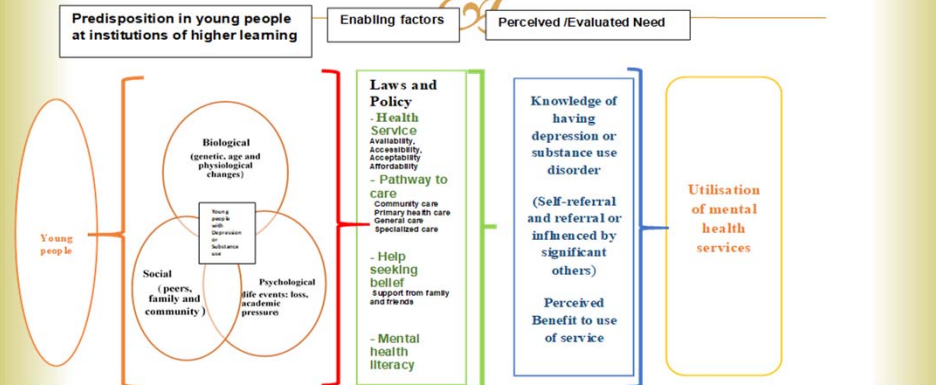 Predisposition in young people
at institutions of higher learning
Enabling factors
Perceived /Evaluated Need
Young
people
Biological
(genetic, age and
physiological
changes)
Young
people
with
Depression
or
Substance
use
Social
(peers,
family and
community )
Psychological
(life events: loss,
academic
pressure)
Laws and
Policy
- Health
Service
Availability,
Accessibility,
Acceptability
Affordability
- Pathway to
care
Community care
Primary health care
General care
Specialized care
- Help
seeking
belief
Support from family
and friends
- Mental
health
literacy
Knowledge of
having
depression or
substance use
disorder
(Self-referral
and referral or
influenced by
significant
others)
Perceived
Benefit to use
of service
Utilisation
of mental
health
services